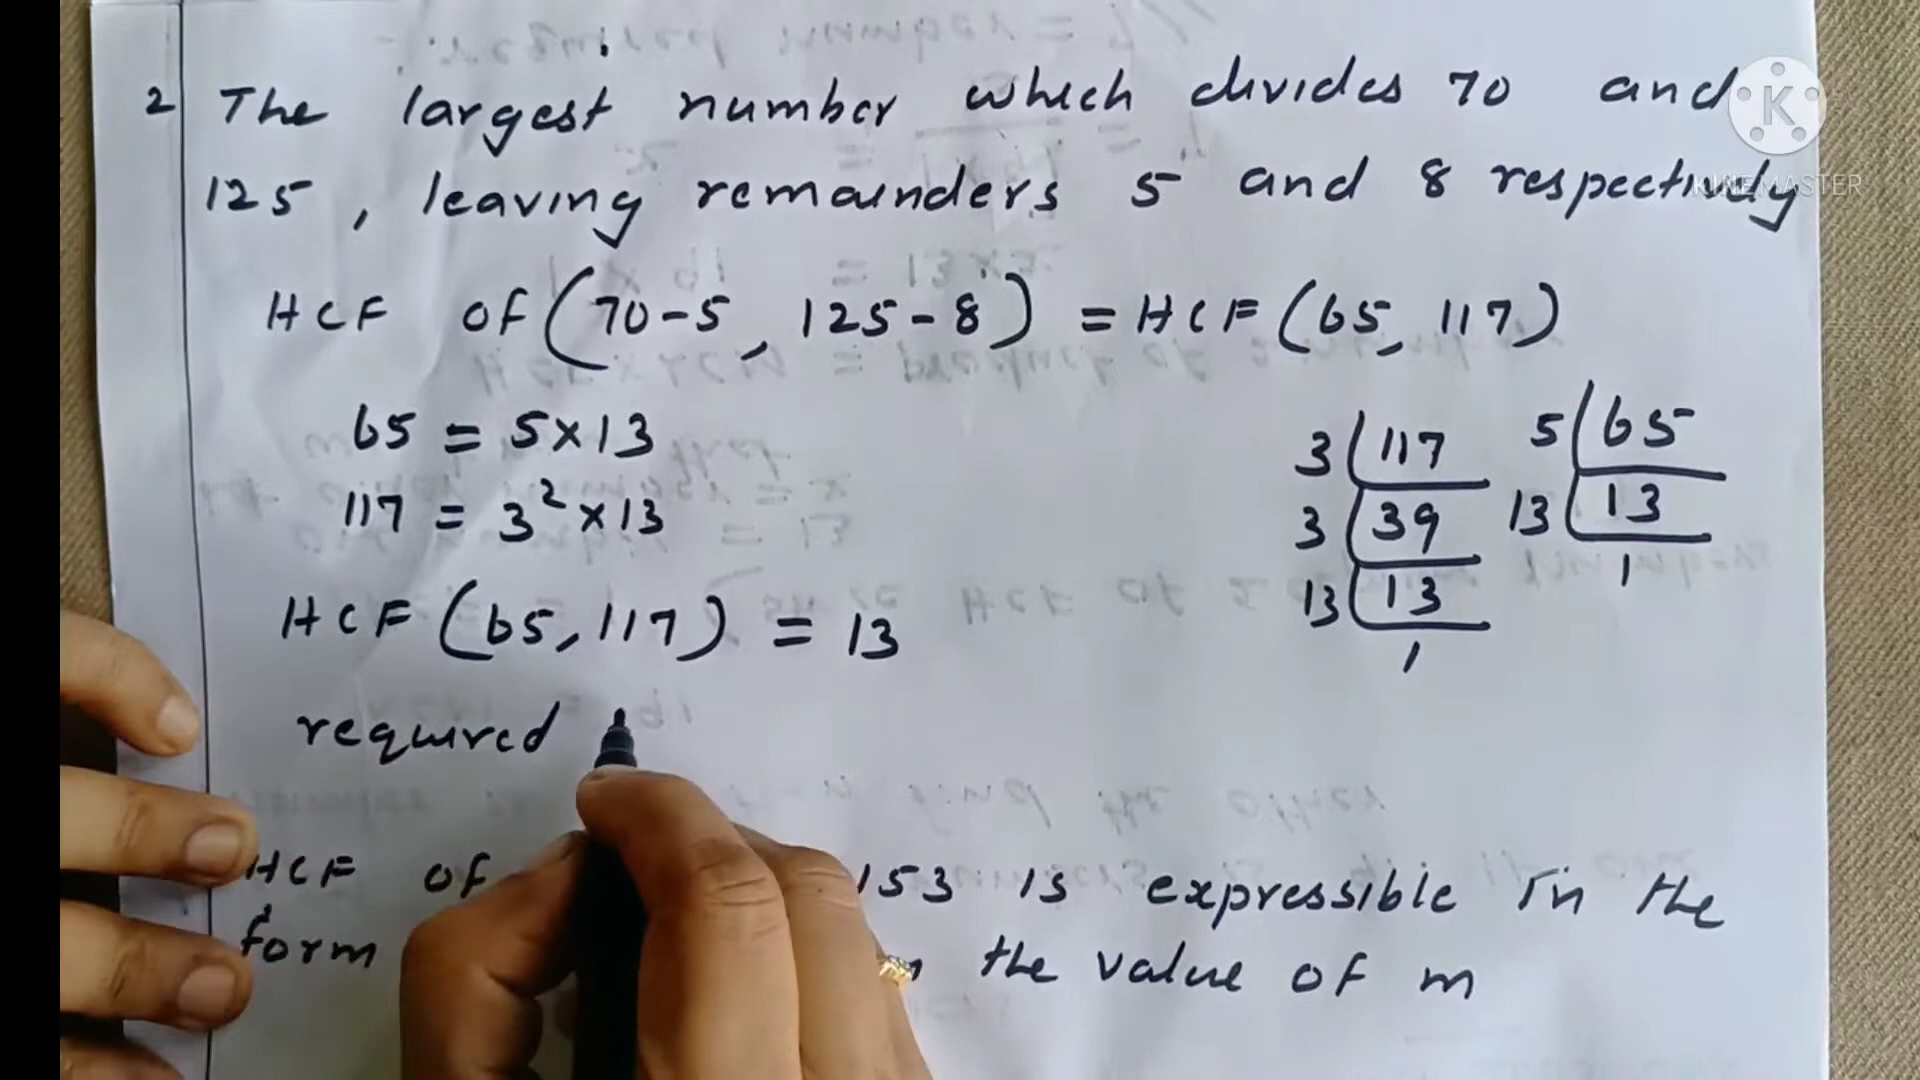 2 The largest number which divides 70 and
125, leaving remainders 5 and 8 respectively
HCF of (70-5, 125-8) = HCF (65, 117)
65 = 5×13
117 = 3²×13
HCF (65, 117) = 13
required
3 117
3 39
13 13
1
5 65
13 13
1
HCF of 153 is expressible in the
form the value of m
K
KINEMASTER